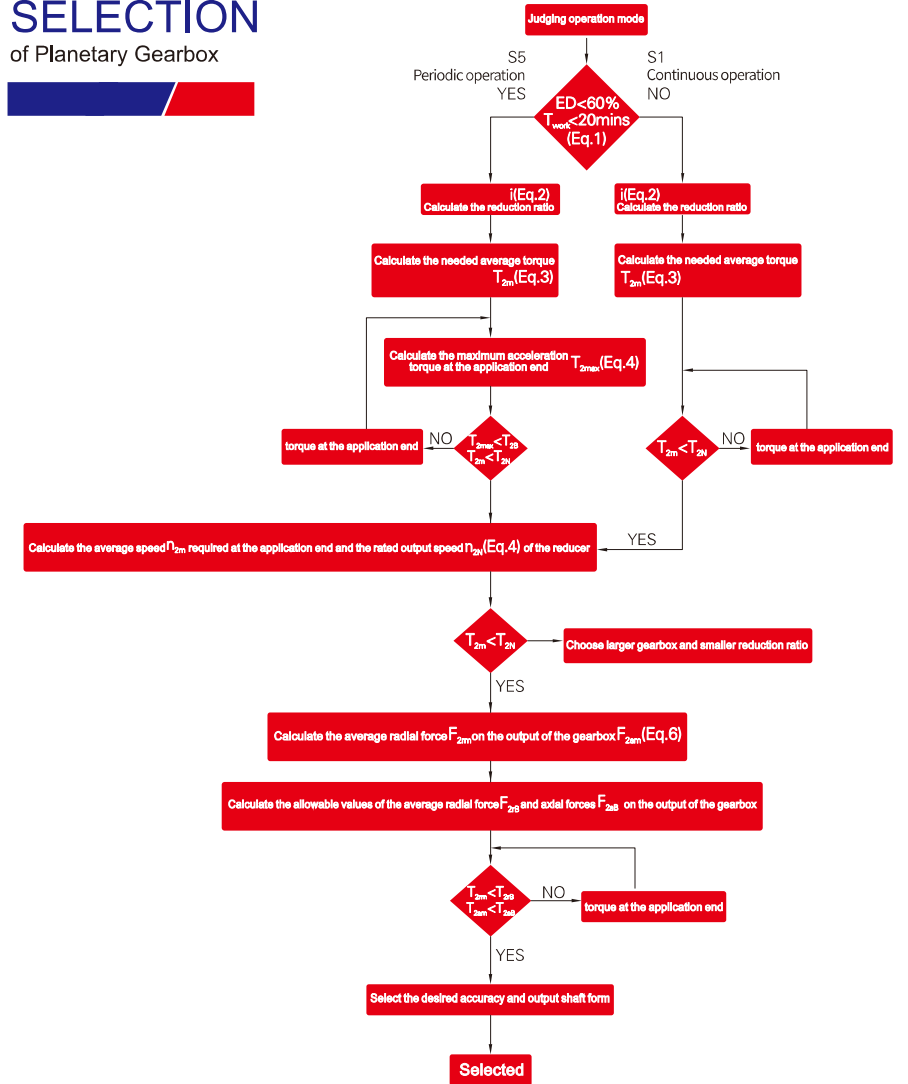 SELECTION
of Planetary Gearbox
Judging operation mode
S5
Periodic operation
YES
S1
Continuous operation
NO
ED<60%
Twork<20mins
(Eq.1)
i(Eq.2)
Calculate the reduction ratio
i(Eq.2)
Calculate the reduction ratio
Calculate the needed average torque
T2m(Eq.3)
Calculate the needed average torque
T2m(Eq.3)
Calculate the maximum acceleration
torque at the application end T2max(Eq.4)
torque at the application end
NO
T2max<T2B
T2m<T2N
T2m<T2N
NO
torque at the application end
Calculate the average speed n2m required at the application end and the rated output speed n2N(Eq.4) of the reducer
YES
T2m<T2N
Choose larger gearbox and smaller reduction ratio
YES
Calculate the average radial force F2rm on the output of the gearbox F2am(Eq.6)
Calculate the allowable values of the average radial force F2rB and axial forces F2aB on the output of the gearbox
T2rm<T2rB
T2am<T2aB
NO
torque at the application end
YES
Select the desired accuracy and output shaft form
Selected